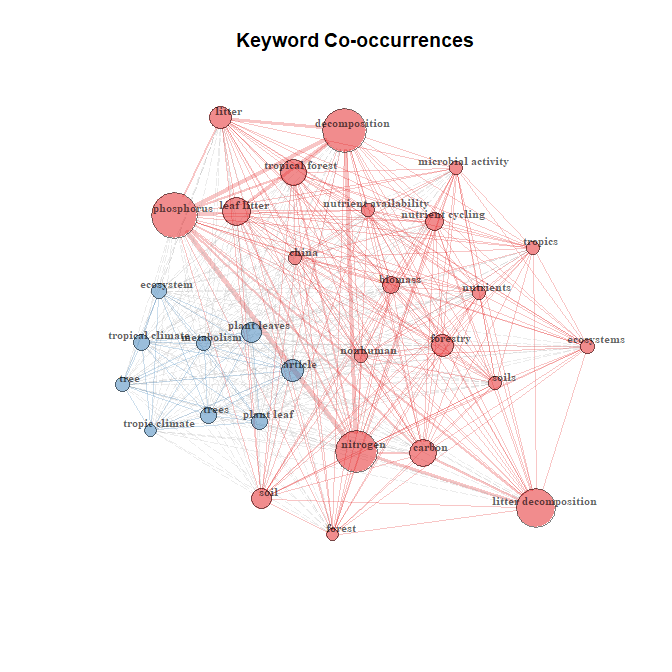 Keyword Co-occurrences
litter
decomposition
microbial activity
tropical forest
nutrient availability
phosphorus
leaf litter
nutrient cycling
tropics
china
biomass
ecosystem
nutrients
plant leaves
tropical climate
metabolism
forestry
ecosystems
nonhuman
article
tree
soils
trees
plant leaf
tropic climate
nitrogen
carbon
soil
litter decomposition
forest